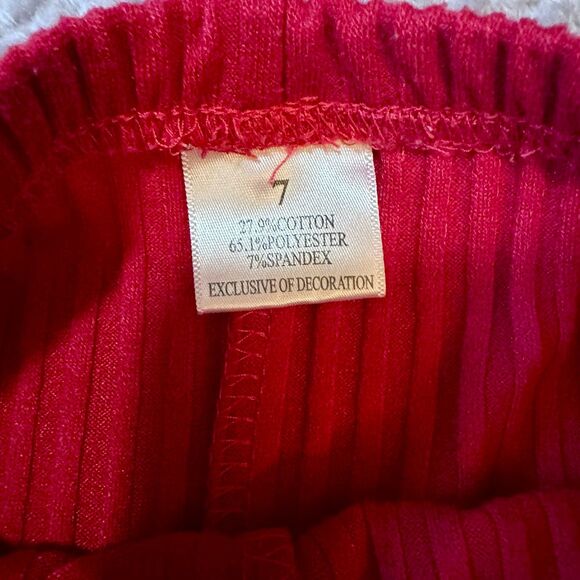 7
27.9%COTTON
65.1%POLYESTER
7%SPANDEX
EXCLUSIVE OF DECORATION